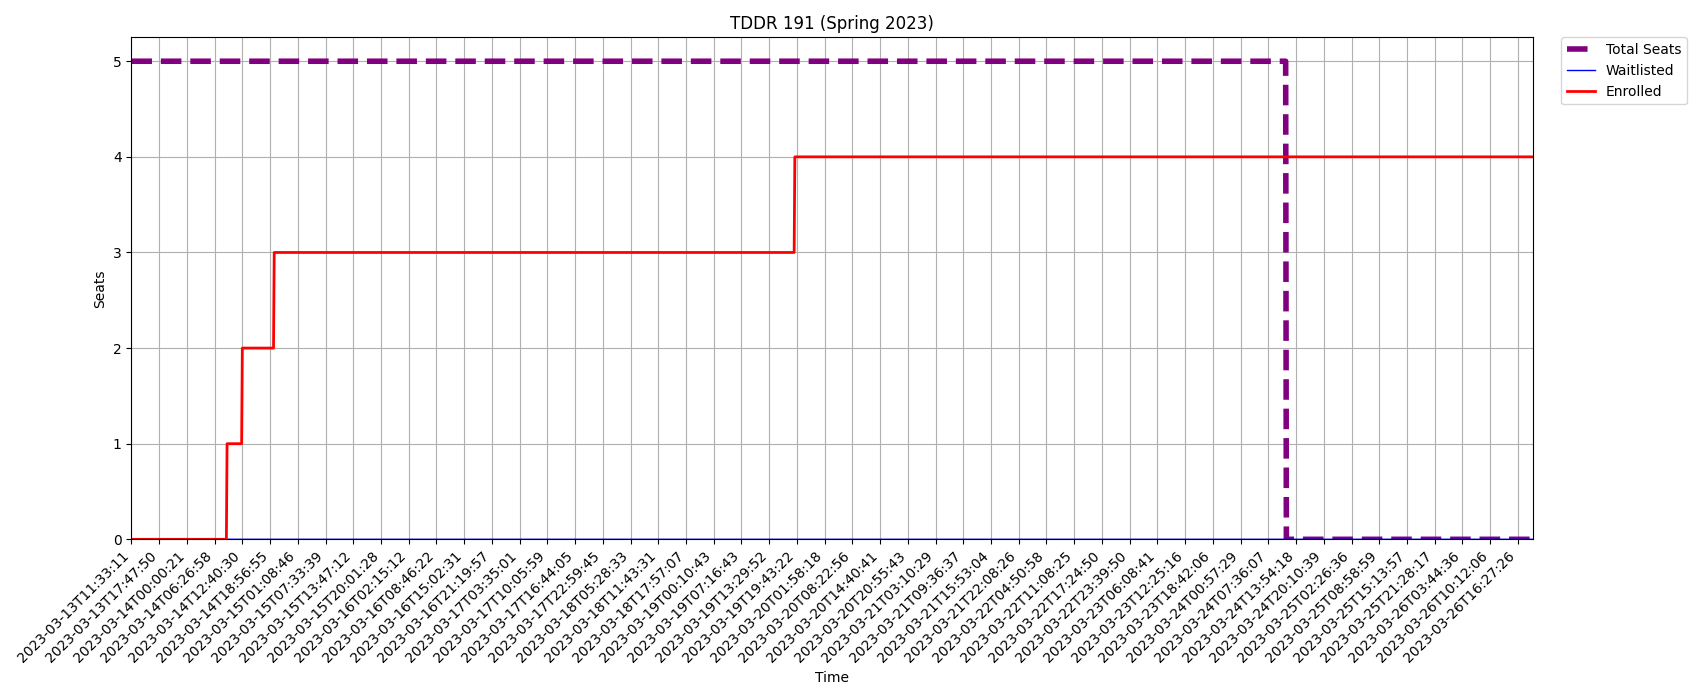 TDDR 191 (Spring 2023)
Total Seats
Waitlisted
Enrolled
5
4
3
2
1
0
Seats
2023-03-13T11:33:11
2023-03-13T17:47:50
2023-03-14T00:00:21
2023-03-14T06:26:58
2023-03-14T12:40:30
2023-03-14T18:56:55
2023-03-15T01:08:46
2023-03-15T07:33:39
2023-03-15T13:47:12
2023-03-15T20:01:28
2023-03-16T02:15:12
2023-03-16T08:46:22
2023-03-16T15:02:31
2023-03-16T21:19:57
2023-03-17T03:35:01
2023-03-17T10:05:59
2023-03-17T16:44:05
2023-03-17T22:59:45
2023-03-18T05:28:33
2023-03-18T11:43:31
2023-03-18T17:57:07
2023-03-19T00:10:43
2023-03-19T07:16:43
2023-03-19T13:29:52
2023-03-19T19:43:22
2023-03-20T01:58:18
2023-03-20T08:22:56
2023-03-20T14:40:41
2023-03-20T20:55:43
2023-03-21T03:10:29
2023-03-21T09:36:37
2023-03-21T15:53:04
2023-03-21T22:08:26
2023-03-22T04:50:58
2023-03-22T11:08:25
2023-03-22T17:24:50
2023-03-22T23:39:50
2023-03-23T06:08:41
2023-03-23T12:25:16
2023-03-23T18:42:06
2023-03-24T00:57:29
2023-03-24T07:36:07
2023-03-24T13:54:18
2023-03-24T20:10:39
2023-03-25T02:26:36
2023-03-25T08:58:59
2023-03-25T15:13:57
2023-03-25T21:28:17
2023-03-26T03:44:36
2023-03-26T10:12:06
2023-03-26T16:27:26
Time